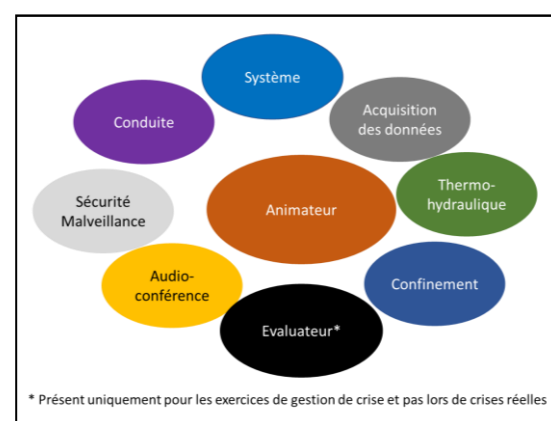 Système
Acquisition
des données
Conduite
Thermo-
hydraulique
Sécurité
Malveillance
Animateur
Audio-
conférence
Confinement
Evaluateur*
* Présent uniquement pour les exercices de gestion de crise et pas lors de crises réelles